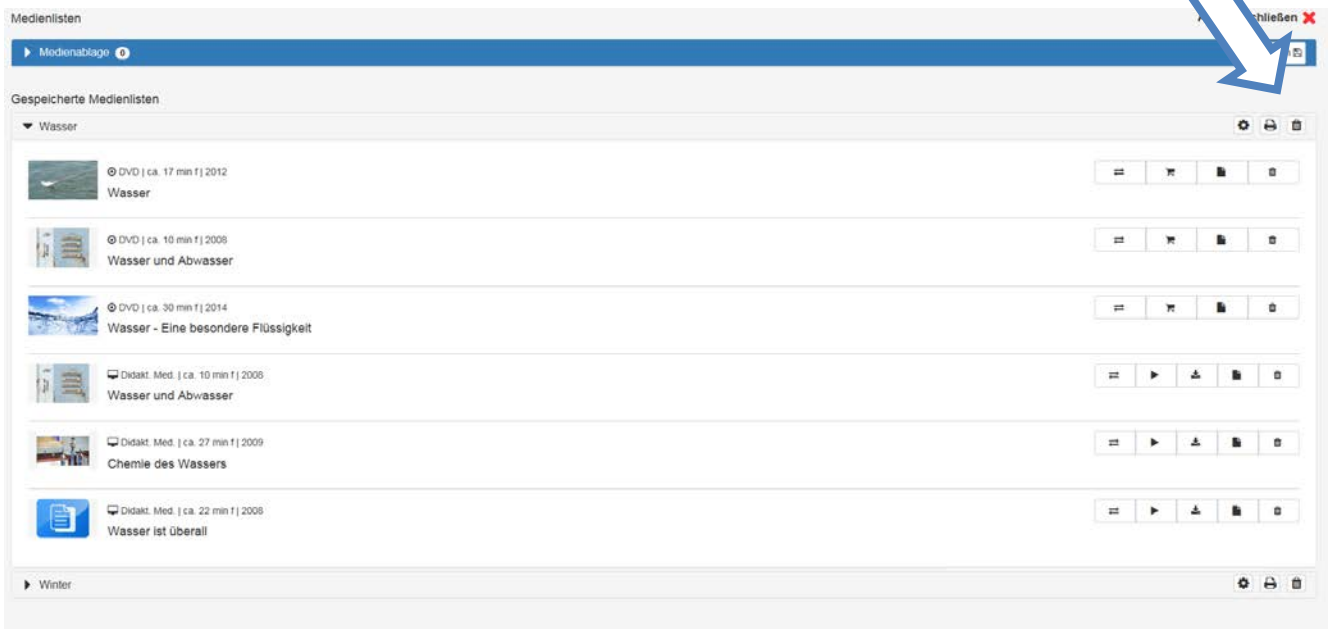 Medienlisten
schließen
Medienablage 0
Gespeicherte Medienlisten
Wasser
DVD | ca. 17 min f | 2012
Wasser
DVD | ca. 10 min f | 2008
Wasser und Abwasser
DVD | ca. 30 min f | 2014
Wasser - Eine besondere Flüssigkeit
Didakt. Med. | ca. 10 min f | 2008
Wasser und Abwasser
Didakt. Med. | ca. 27 min f | 2009
Chemie des Wassers
Didakt. Med. | ca. 22 min f | 2008
Wasser ist überall
Winter